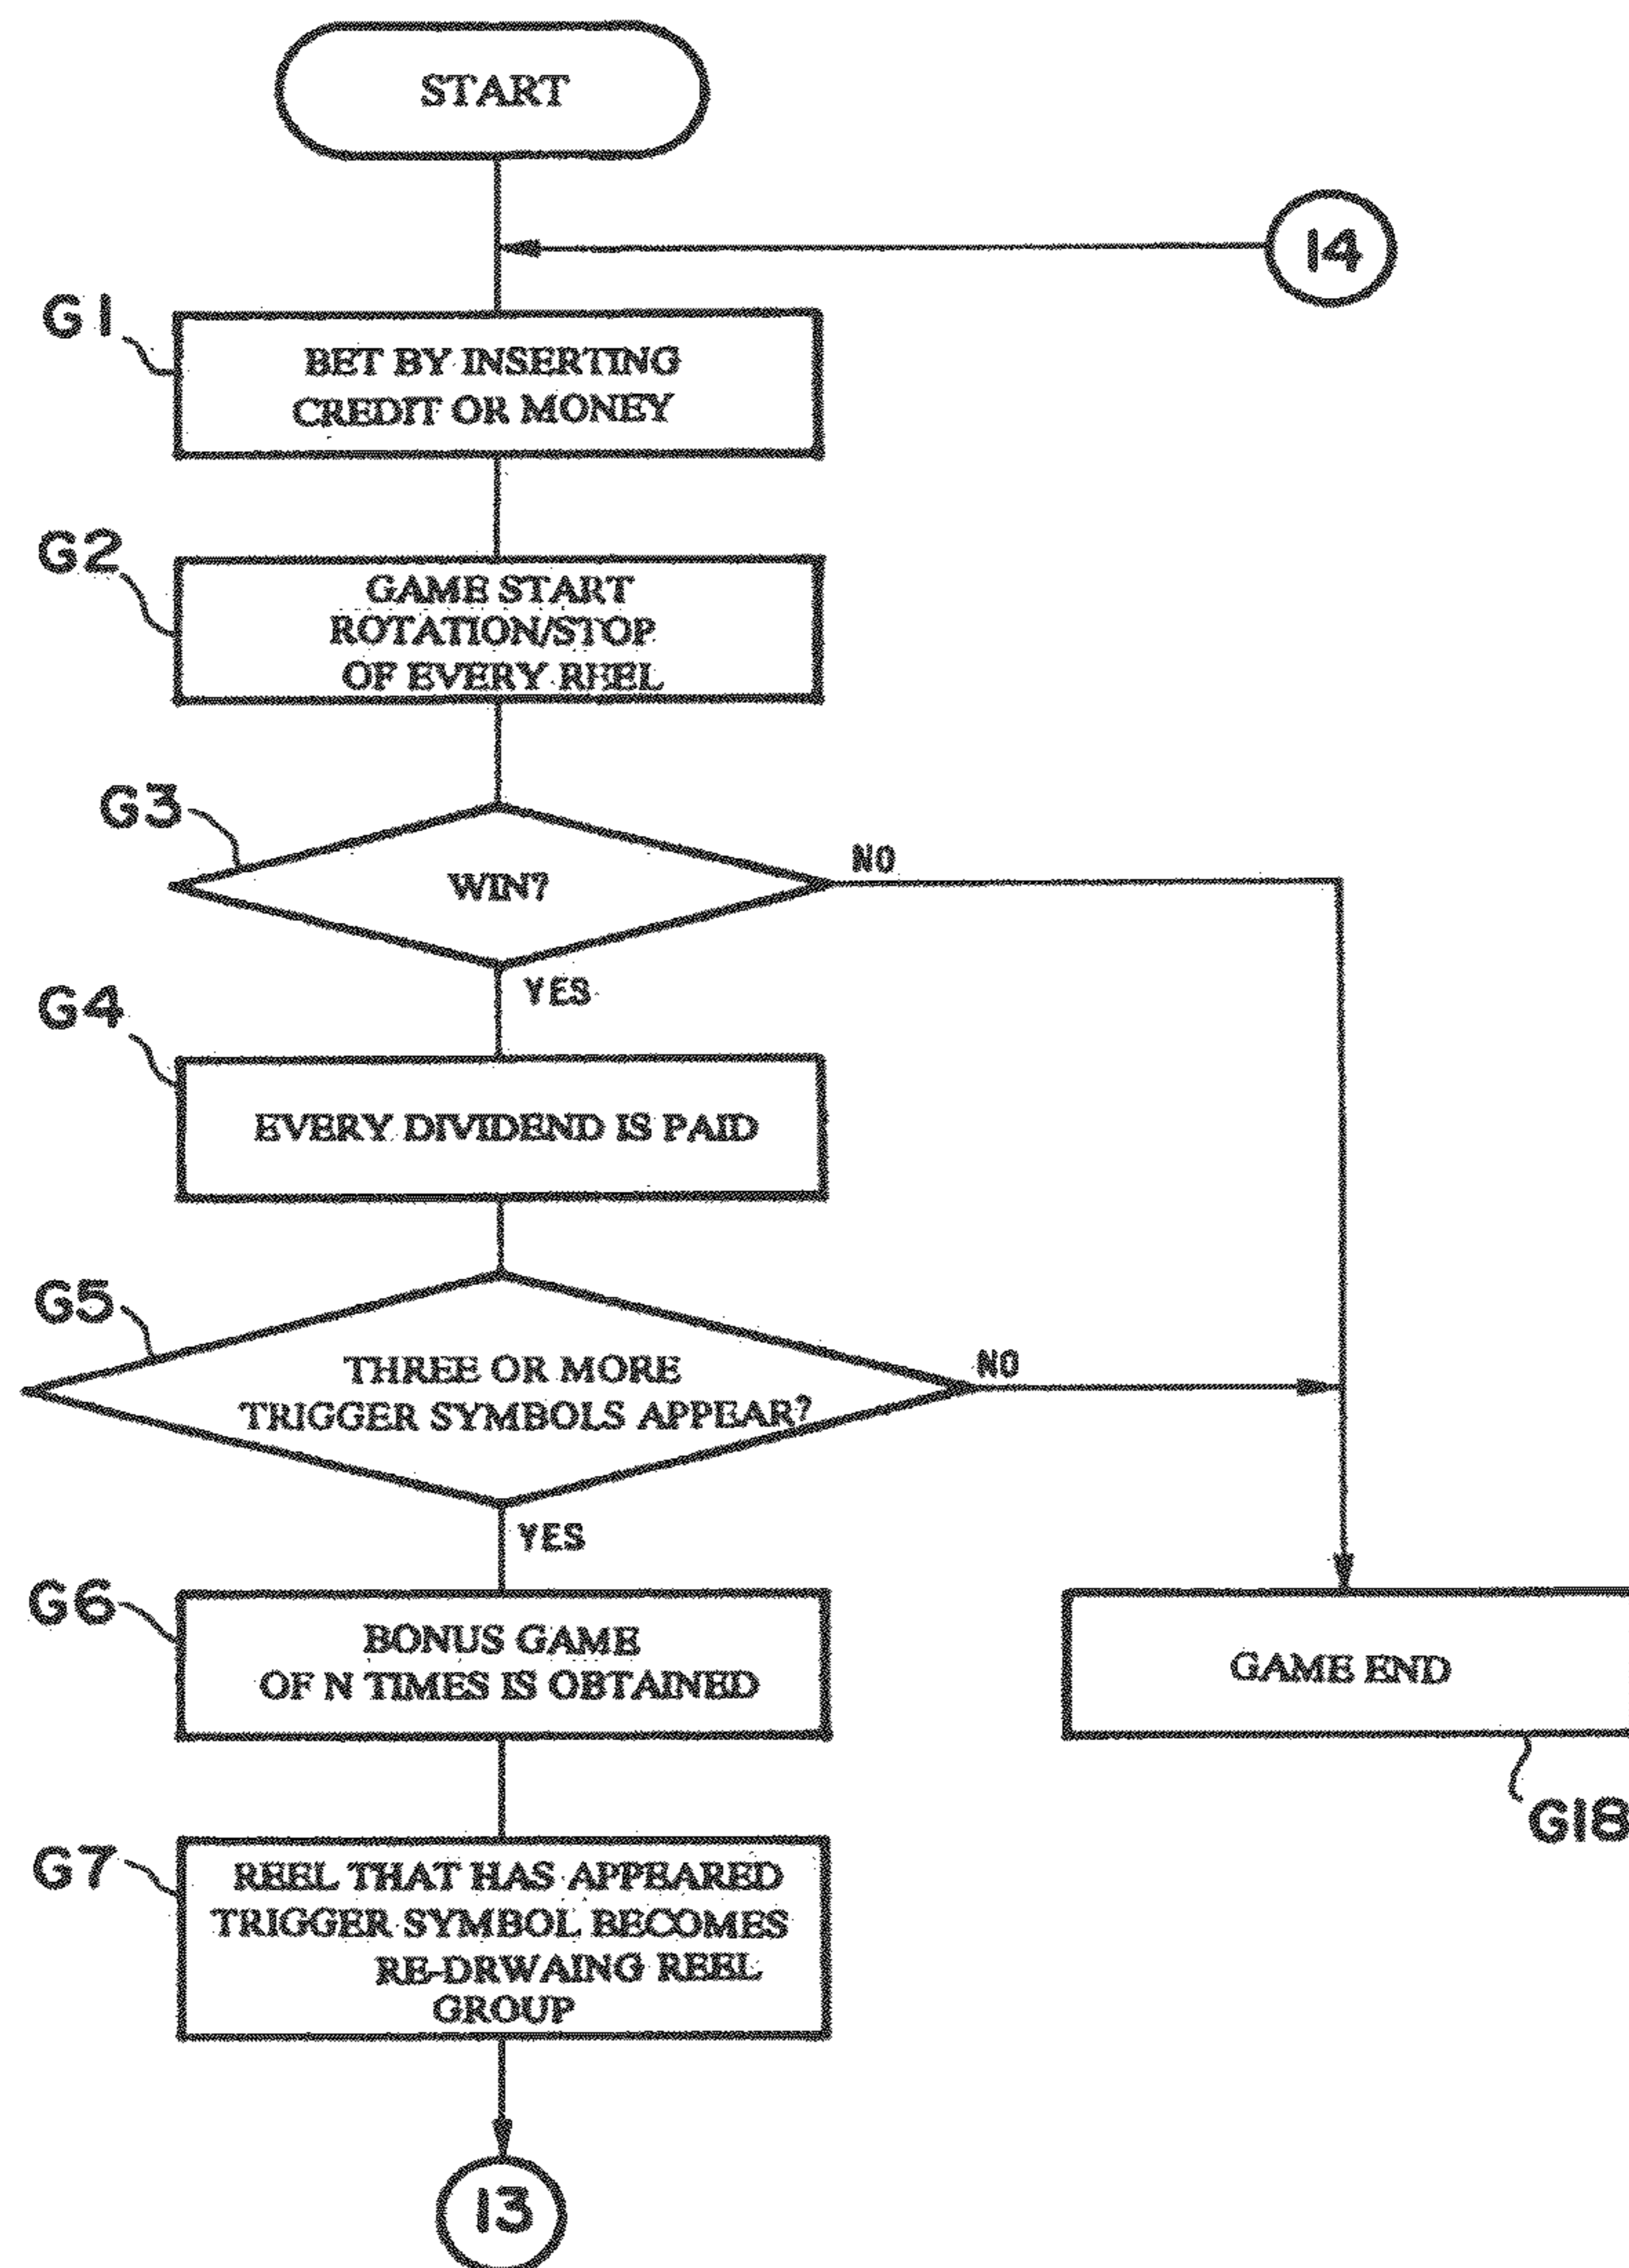 START
14
G1
BET BY INSERTING
CREDIT OR MONEY
G2
GAME START
ROTATION/STOP
OF EVERY REEL
G3
WIN?
NO
YES
G4
EVERY DIVIDEND IS PAID
G5
THREE OR MORE
TRIGGER SYMBOLS APPEAR?
NO
YES
G6
BONUS GAME
OF N TIMES IS OBTAINED
GAME END
G18
G7
REEL THAT HAS APPEARED
TRIGGER SYMBOL BECOMES
RE-DRWAING REEL
GROUP
13